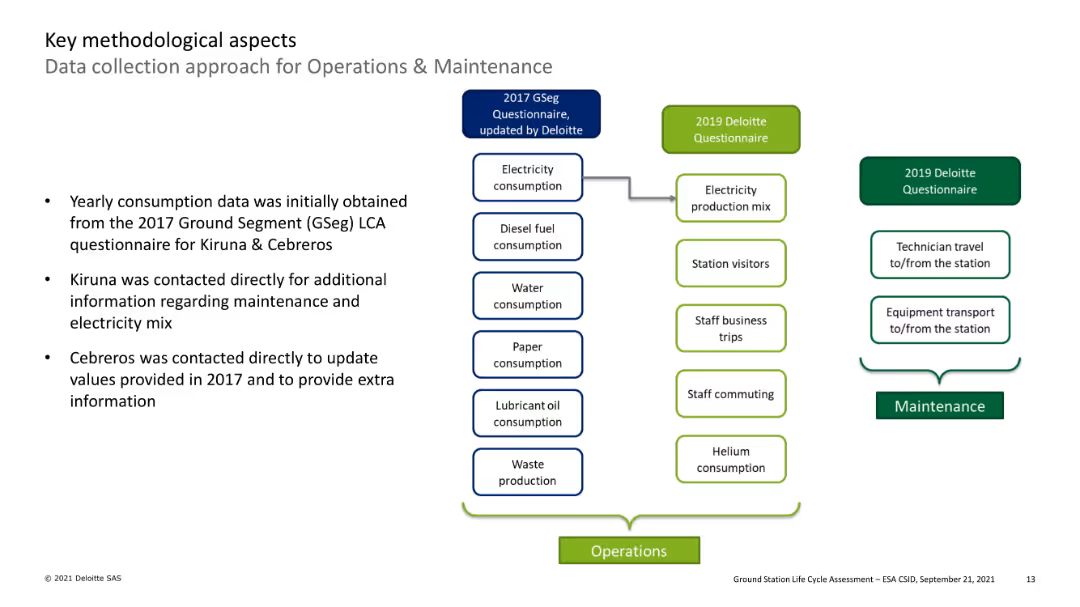 Key methodological aspects
Data collection approach for Operations & Maintenance
• Yearly consumption data was initially obtained
from the 2017 Ground Segment (GSeg) LCA
questionnaire for Kiruna & Cebreros
• Kiruna was contacted directly for additional
information regarding maintenance and
electricity mix
• Cebreros was contacted directly to update
values provided in 2017 and to provide extra
information
2017 GSeg
Questionnaire,
updated by Deloitte
Electricity
consumption
Diesel fuel
consumption
Water
consumption
Paper
consumption
Lubricant oil
consumption
Waste
production
2019 Deloitte
Questionnaire
Electricity
production mix
Station visitors
Staff business
trips
Staff commuting
Helium
consumption
Operations
2019 Deloitte
Questionnaire
Technician travel
to/from the station
Equipment transport
to/from the station
Maintenance
© 2021 Deloitte SAS
Ground Station Life Cycle Assessment – ESA CSID, September 21, 2021
13